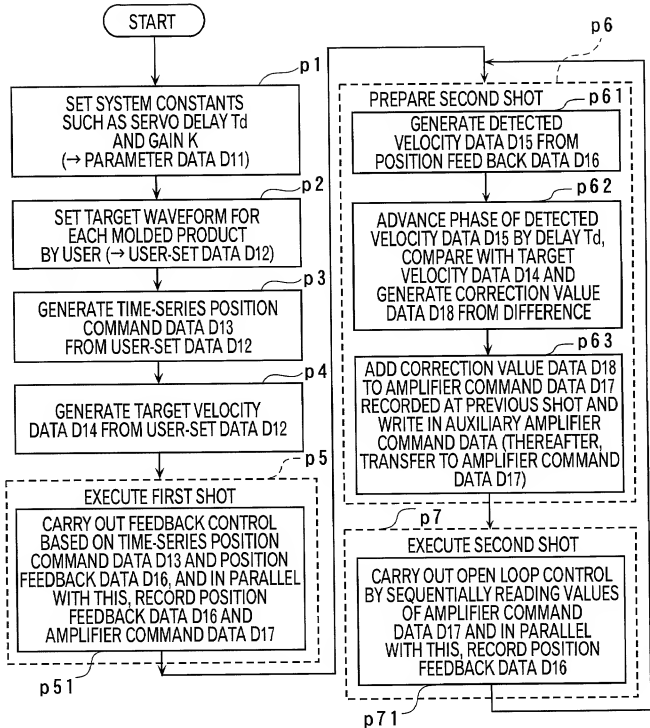 START
p1
SET SYSTEM CONSTANTS
SUCH AS SERVO DELAY Td
AND GAIN K
(→ PARAMETER DATA D11)
p2
SET TARGET WAVEFORM FOR
EACH MOLDED PRODUCT
BY USER (→ USER-SET DATA D12)
p3
GENERATE TIME-SERIES POSITION
COMMAND DATA D13
FROM USER-SET DATA D12
p4
GENERATE TARGET VELOCITY
DATA D14 FROM USER-SET DATA D12
p5
EXECUTE FIRST SHOT
CARRY OUT FEEDBACK CONTROL
BASED ON TIME-SERIES POSITION
COMMAND DATA D13 AND POSITION
FEEDBACK DATA D16, AND IN PARALLEL
WITH THIS, RECORD POSITION
FEEDBACK DATA D16 AND
AMPLIFIER COMMAND DATA D17
p51
p6
PREPARE SECOND SHOT
p61
GENERATE DETECTED
VELOCITY DATA D15 FROM
POSITION FEED BACK DATA D16
p62
ADVANCE PHASE OF DETECTED
VELOCITY DATA D15 BY DELAY Td,
COMPARE WITH TARGET
VELOCITY DATA D14 AND
GENERATE CORRECTION VALUE
DATA D18 FROM DIFFERENCE
p63
ADD CORRECTION VALUE DATA D18
TO AMPLIFIER COMMAND DATA D17
RECORDED AT PREVIOUS SHOT AND
WRITE IN AUXILIARY AMPLIFIER
COMMAND DATA (THEREAFTER,
TRANSFER TO AMPLIFIER COMMAND
DATA D17)
p7
EXECUTE SECOND SHOT
CARRY OUT OPEN LOOP CONTROL
BY SEQUENTIALLY READING VALUES
OF AMPLIFIER COMMAND
DATA D17 AND IN PARALLEL
WITH THIS, RECORD POSITION
FEEDBACK DATA D16
p71